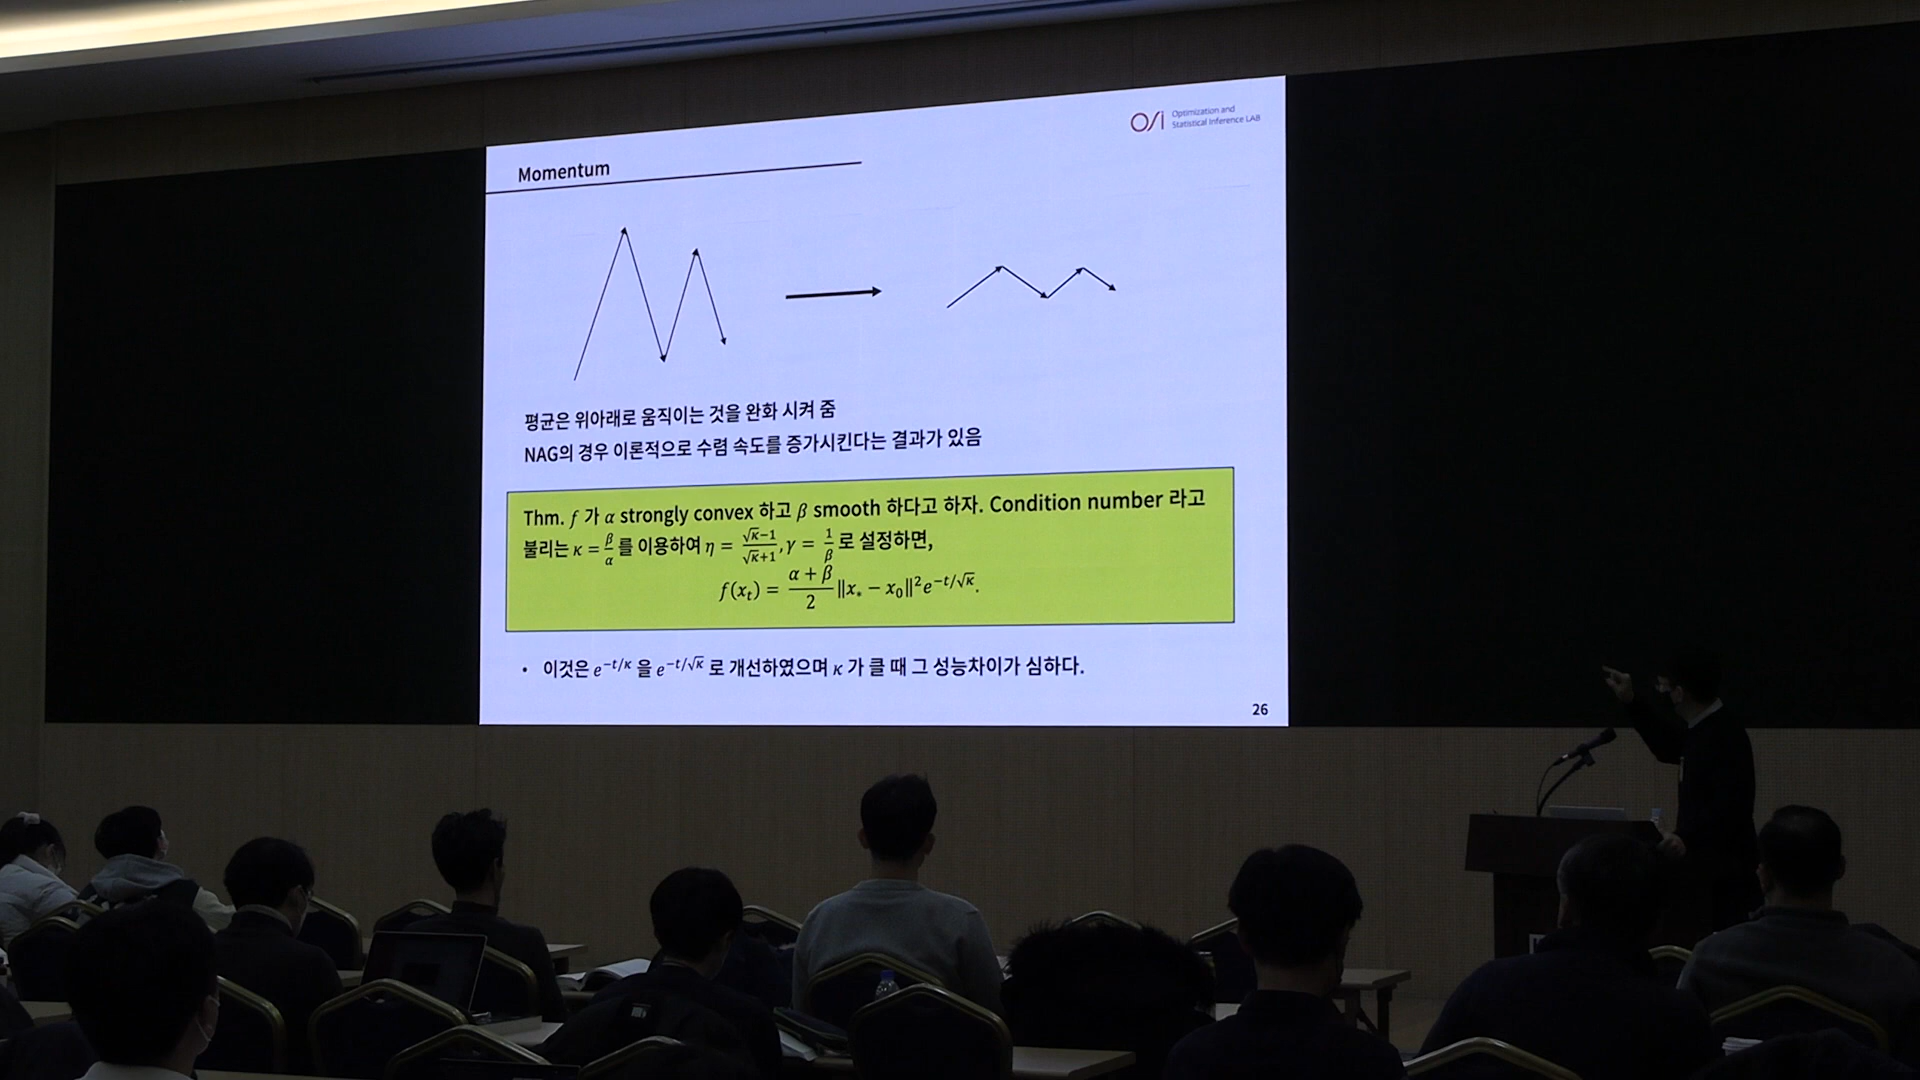 OSI Optimization and
Statistical Inference LAB
Momentum
평균은 위아래로 움직이는 것을 완화 시켜 줌
NAG의 경우 이론적으로 수렴 속도를 증가시킨다는 결과가 있음
Thm. f 가 α strongly convex 하고 β smooth 하다고 하자. Condition number 라고
불리는 κ = β/α 를 이용하여 η = (√κ−1)/(√κ+1), γ = 1/β 로 설정하면,
f(xₜ) = (α + β)/2 ‖x* − x₀‖²e^(−t/√κ).
• 이것은 e^(−t/κ) 을 e^(−t/√κ) 로 개선하였으며 κ 가 클 때 그 성능차이가 심하다.
26